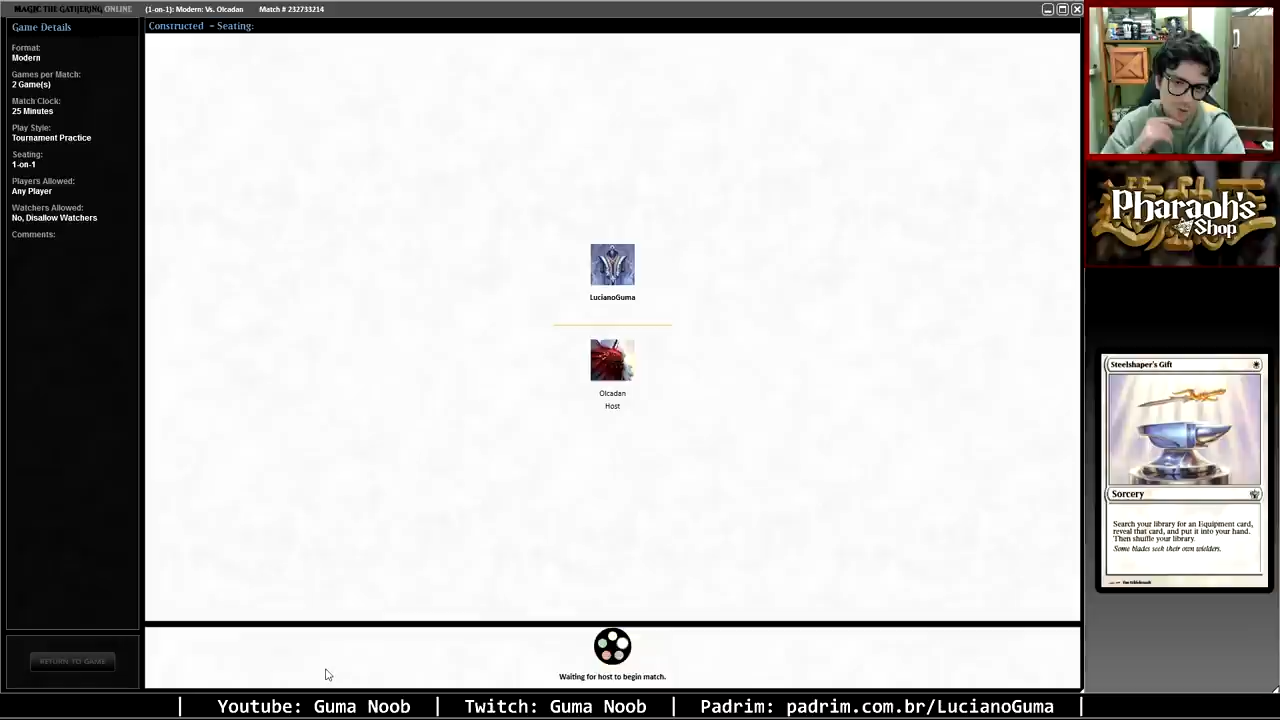 MAGIC THE GATHERING ONLINE
(1-on-1): Modern: Vs. Olcadan Match # 232733214
Game Details
Constructed - Seating:
Format:
Modern
Games per Match:
2 Game(s)
Match Clock:
25 Minutes
Play Style:
Tournament Practice
Seating:
1-on-1
Players Allowed:
Any Player
Watchers Allowed:
No, Disallow Watchers
Comments:
LucianoGuma
Olcadan
Host
RETURN TO GAME
Waiting for host to begin match.
Pharaoh's
Shop
Steelshaper's Gift
Sorcery
Search your library for an Equipment card,
reveal that card, and put it into your hand.
Then shuffle your library.
Some blades seek their own wielders.
| Youtube: Guma Noob | Twitch: Guma Noob | Padrim: padrim.com.br/LucianoGuma |